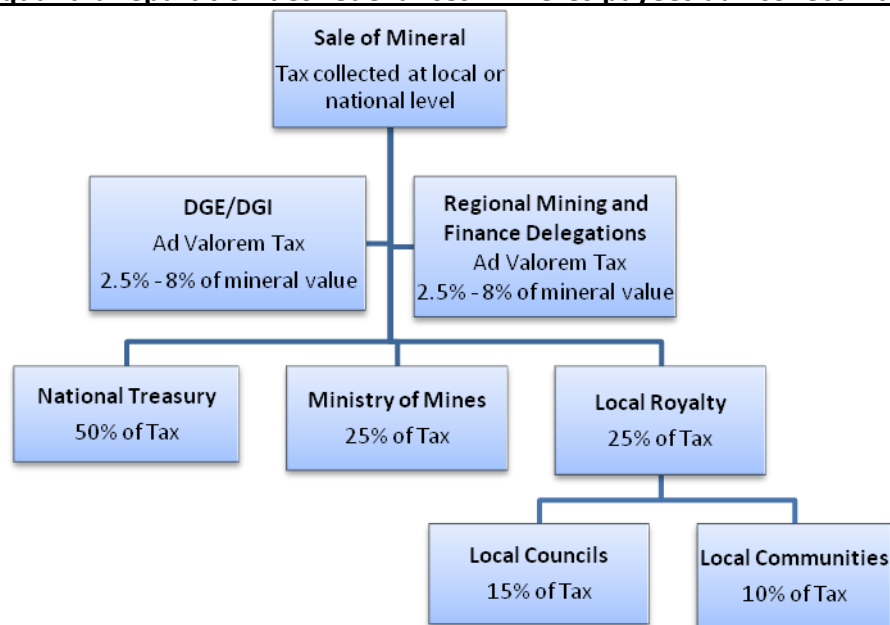 Sale of Mineral
Tax collected at local or
national level
DGE/DGI
Ad Valorem Tax
2.5% - 8% of mineral value
Regional Mining and
Finance Delegations
Ad Valorem Tax
2.5% - 8% of mineral value
National Treasury
50% of Tax
Ministry of Mines
25% of Tax
Local Royalty
25% of Tax
Local Councils
15% of Tax
Local Communities
10% of Tax